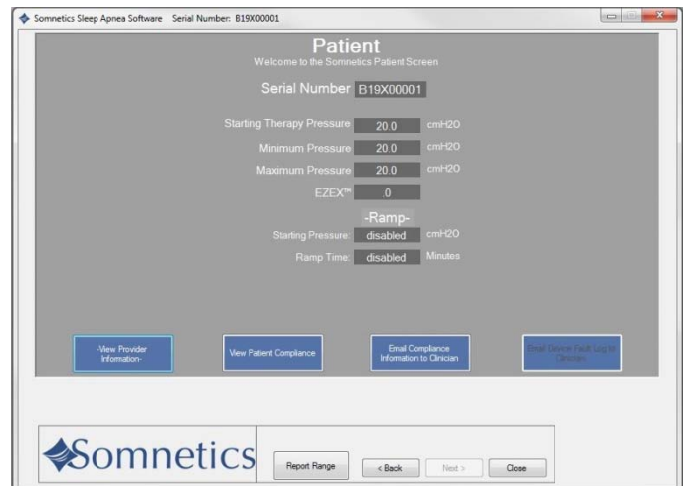 Somnetics Sleep Apnea Software Serial Number: B19X00001
Patient
Welcome to the Somnetics Patient Screen
Serial Number B19X00001
Starting Therapy Pressure 20.0 cmH2O
Minimum Pressure 20.0 cmH2O
Maximum Pressure 20.0 cmH2O
EZEX™ .0
-Ramp-
Starting Pressure: disabled cmH2O
Ramp Time: disabled Minutes
-View Provider
Information-
View Patient Compliance
Email Compliance
Information to Clinician
Email Device Fault Log to
Clinician
Somnetics
Report Range
< Back
Next >
Close